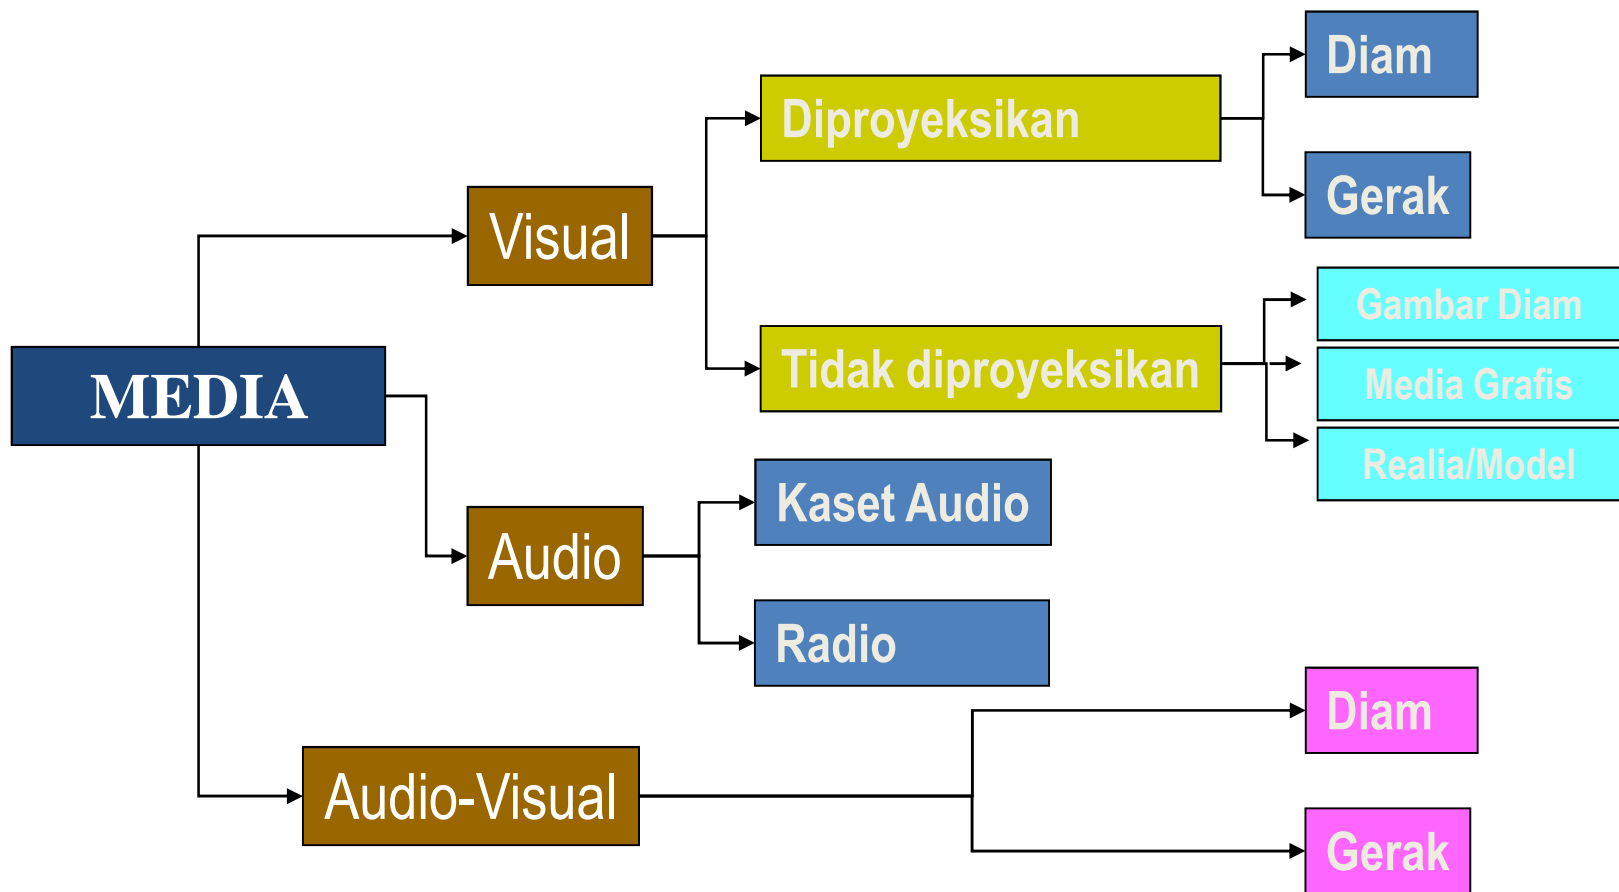 Diam
Diproyeksikan
Gerak
Visual
Gambar Diam
Tidak diproyeksikan
Media Grafis
MEDIA
Realia/Model
Kaset Audio
Audio
Radio
Diam
Audio-Visual
Gerak